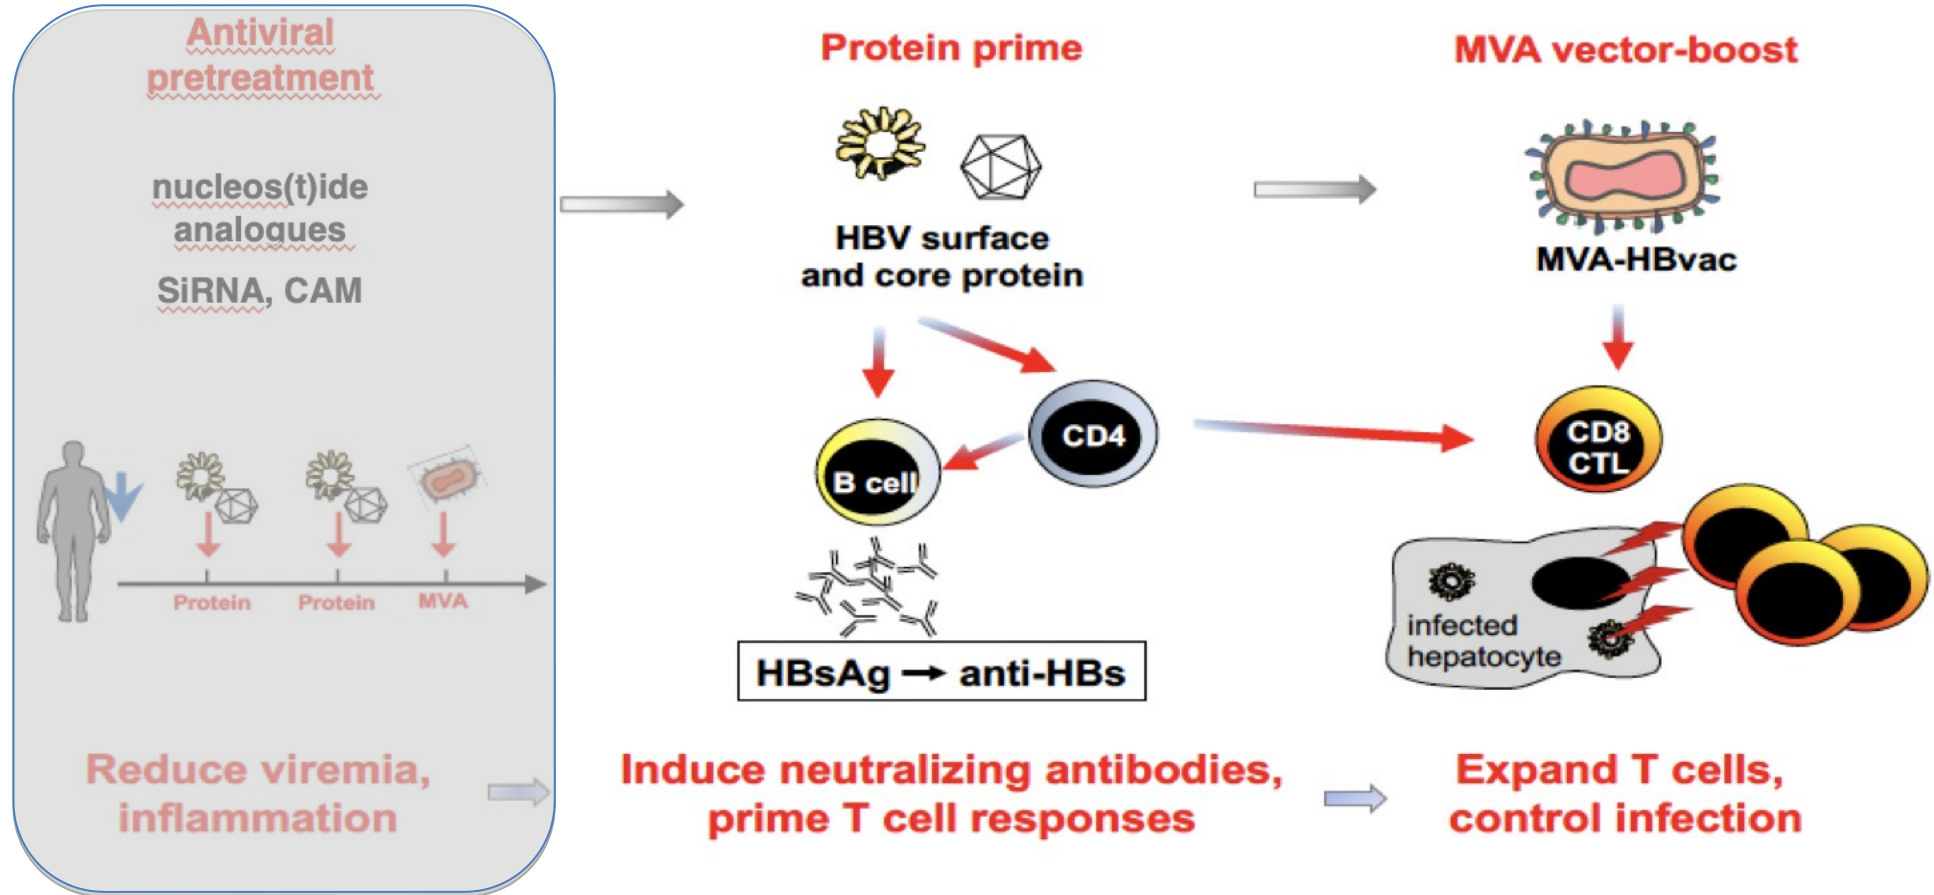 Antiviral
pretreatment
nucleos(t)ide
analogues
SiRNA, CAM
Protein
Protein
MVA
Reduce viremia,
inflammation
Protein prime
HBV surface
and core protein
B cell
CD4
HBsAg → anti-HBs
Induce neutralizing antibodies,
prime T cell responses
MVA vector-boost
MVA-HBvac
CD8
CTL
infected
hepatocyte
Expand T cells,
control infection